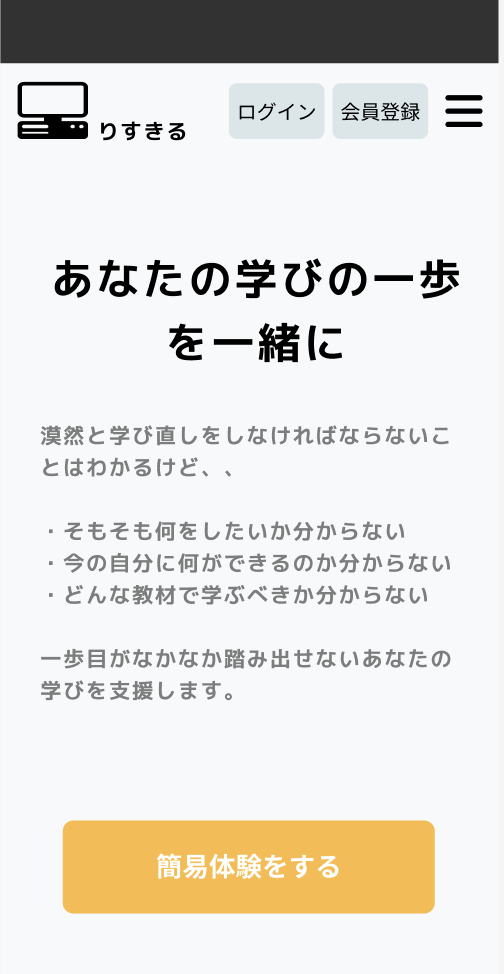 りすきる
ログイン
会員登録
あなたの学びの一歩
を一緒に
漠然と学び直しをしなければならないこ
とはわかるけど、、
・そもそも何をしたいか分からない
・今の自分に何ができるのか分からない
・どんな教材で学ぶべきか分からない
一歩目がなかなか踏み出せないあなたの
学びを支援します。
簡易体験をする